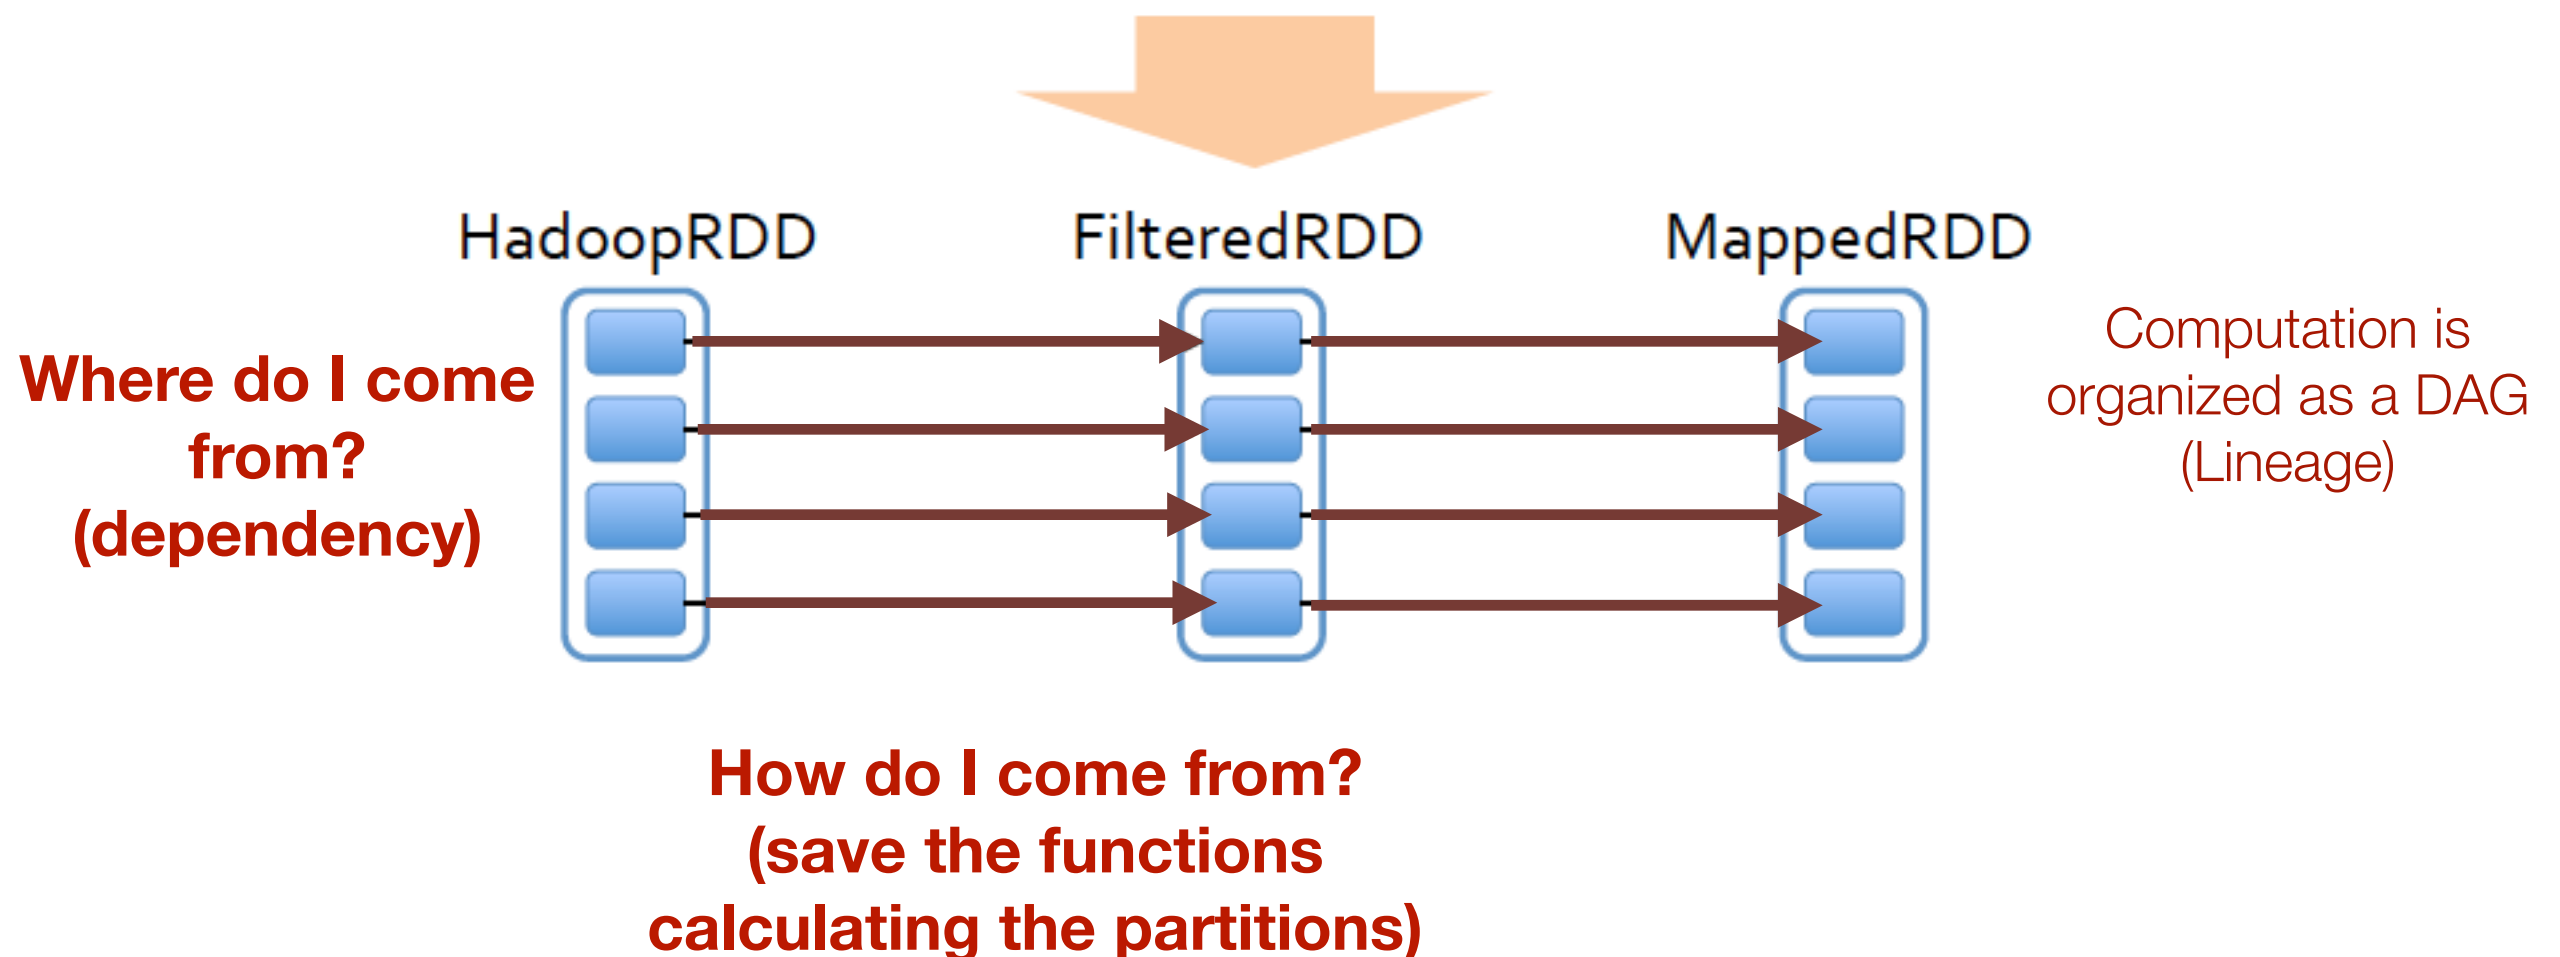 HadoopRDD
FilteredRDD
MappedRDD
Where do I come
from?
(dependency)
Computation is
organized as a DAG
(Lineage)
How do I come from?
(save the functions
calculating the partitions)